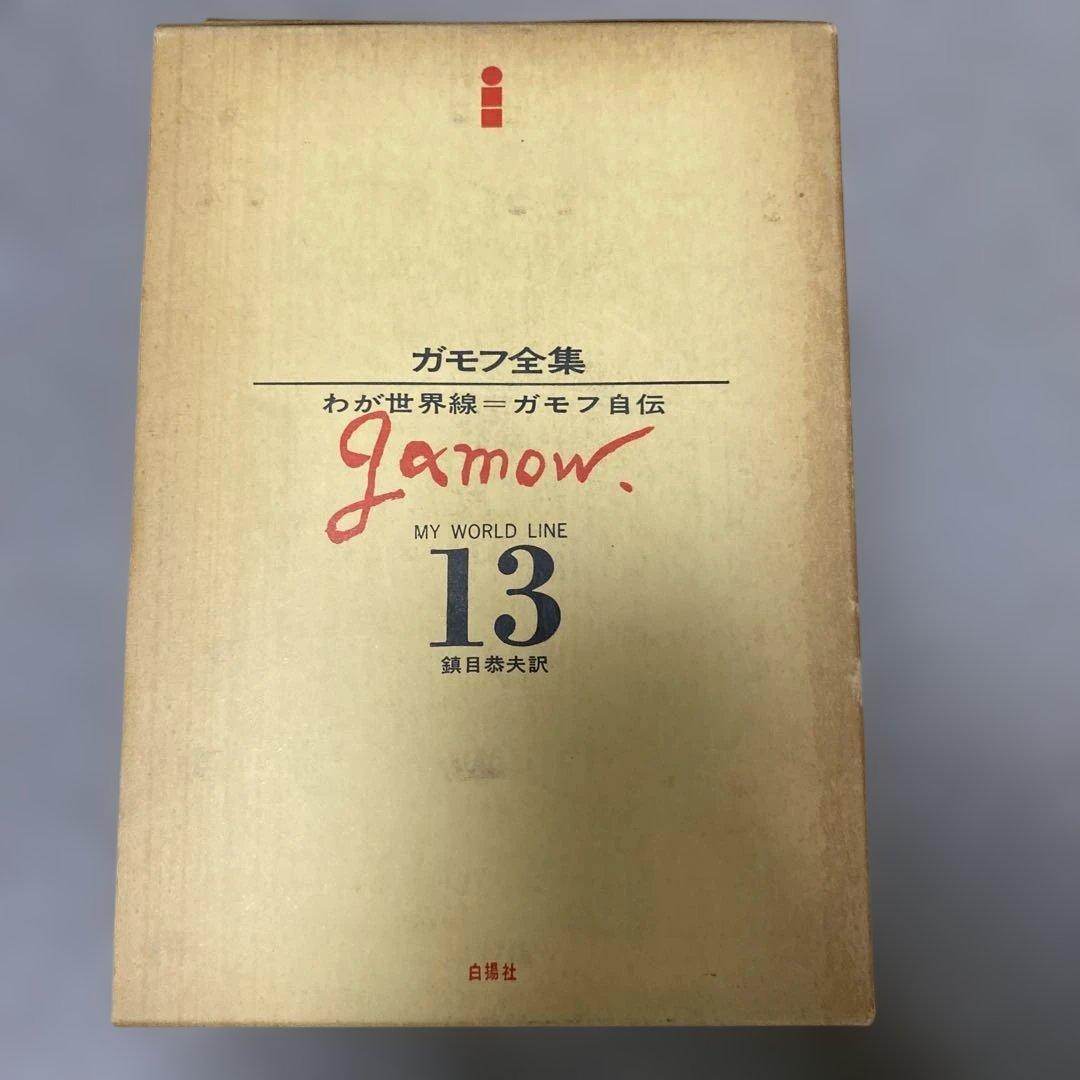 ガモフ全集
わが世界線＝ガモフ自伝
gamow.
MY WORLD LINE
13
鎮目恭夫訳
白揚社